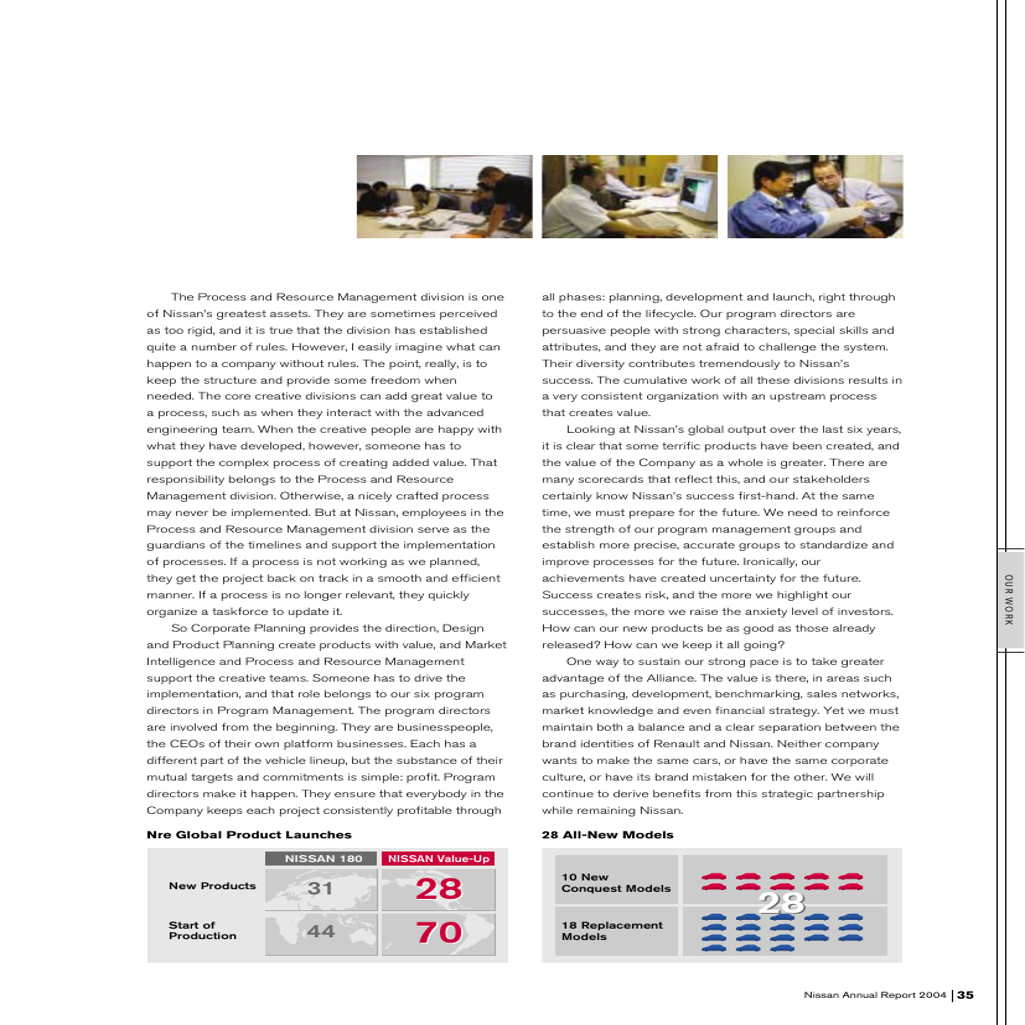 The Process and Resource Management division is one
of Nissan's greatest assets. They are sometimes perceived
as too rigid, and it is true that the division has established
quite a number of rules. However, I easily imagine what can
happen to a company without rules. The point, really, is to
keep the structure and provide some freedom when
needed. The core creative divisions can add great value to
a process, such as when they interact with the advanced
engineering team. When the creative people are happy with
what they have developed, however, someone has to
support the complex process of creating added value. That
responsibility belongs to the Process and Resource
Management division. Otherwise, a nicely crafted process
may never be implemented. But at Nissan, employees in the
Process and Resource Management division serve as the
guardians of the timelines and support the implementation
of processes. If a process is not working as we planned,
they get the project back on track in a smooth and efficient
manner. If a process is no longer relevant, they quickly
organize a taskforce to update it.
So Corporate Planning provides the direction, Design
and Product Planning create products with value, and Market
Intelligence and Process and Resource Management
support the creative teams. Someone has to drive the
implementation, and that role belongs to our six program
directors in Program Management. The program directors
are involved from the beginning. They are businesspeople,
the CEOs of their own platform businesses. Each has a
different part of the vehicle lineup, but the substance of their
mutual targets and commitments is simple: profit. Program
directors make it happen. They ensure that everybody in the
Company keeps each project consistently profitable through
all phases: planning, development and launch, right through
to the end of the lifecycle. Our program directors are
persuasive people with strong characters, special skills and
attributes, and they are not afraid to challenge the system.
Their diversity contributes tremendously to Nissan's
success. The cumulative work of all these divisions results in
a very consistent organization with an upstream process
that creates value.
Looking at Nissan's global output over the last six years,
it is clear that some terrific products have been created, and
the value of the Company as a whole is greater. There are
many scorecards that reflect this, and our stakeholders
certainly know Nissan's success first-hand. At the same
time, we must prepare for the future. We need to reinforce
the strength of our program management groups and
establish more precise, accurate groups to standardize and
improve processes for the future. Ironically, our
achievements have created uncertainty for the future.
Success creates risk, and the more we highlight our
successes, the more we raise the anxiety level of investors.
How can our new products be as good as those already
released? How can we keep it all going?
One way to sustain our strong pace is to take greater
advantage of the Alliance. The value is there, in areas such
as purchasing, development, benchmarking, sales networks,
market knowledge and even financial strategy. Yet we must
maintain both a balance and a clear separation between the
brand identities of Renault and Nissan. Neither company
wants to make the same cars, or have the same corporate
culture, or have its brand mistaken for the other. We will
continue to derive benefits from this strategic partnership
while remaining Nissan.
Nre Global Product Launches
NISSAN 180 NISSAN Value-Up
New Products 31 28
Start of
Production 44 70
28 All-New Models
10 New
Conquest Models
28
18 Replacement
Models
OUR WORK
Nissan Annual Report 2004 35